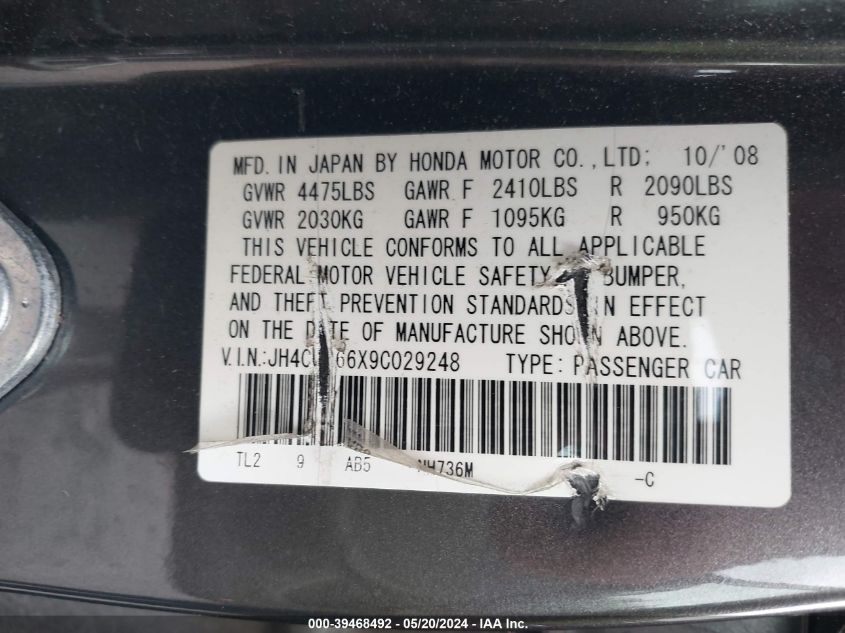 MFD. IN JAPAN BY HONDA MOTOR CO.,LTD: 10/'08
GVWR 4475LBS GAWR F 2410LBS R 2090LBS
GVWR 2030KG GAWR F 1095KG R 950KG
THIS VEHICLE CONFORMS TO ALL APPLICABLE
FEDERAL MOTOR VEHICLE SAFETY, BUMPER,
AND THEFT PREVENTION STANDARDS IN EFFECT
ON THE DATE OF MANUFACTURE SHOWN ABOVE.
V.I.N.: TYPE: PASSENGER CAR
TL2 9 AB5 NH736M -C
000-39468492 - 05/20/2024 - IAA Inc.